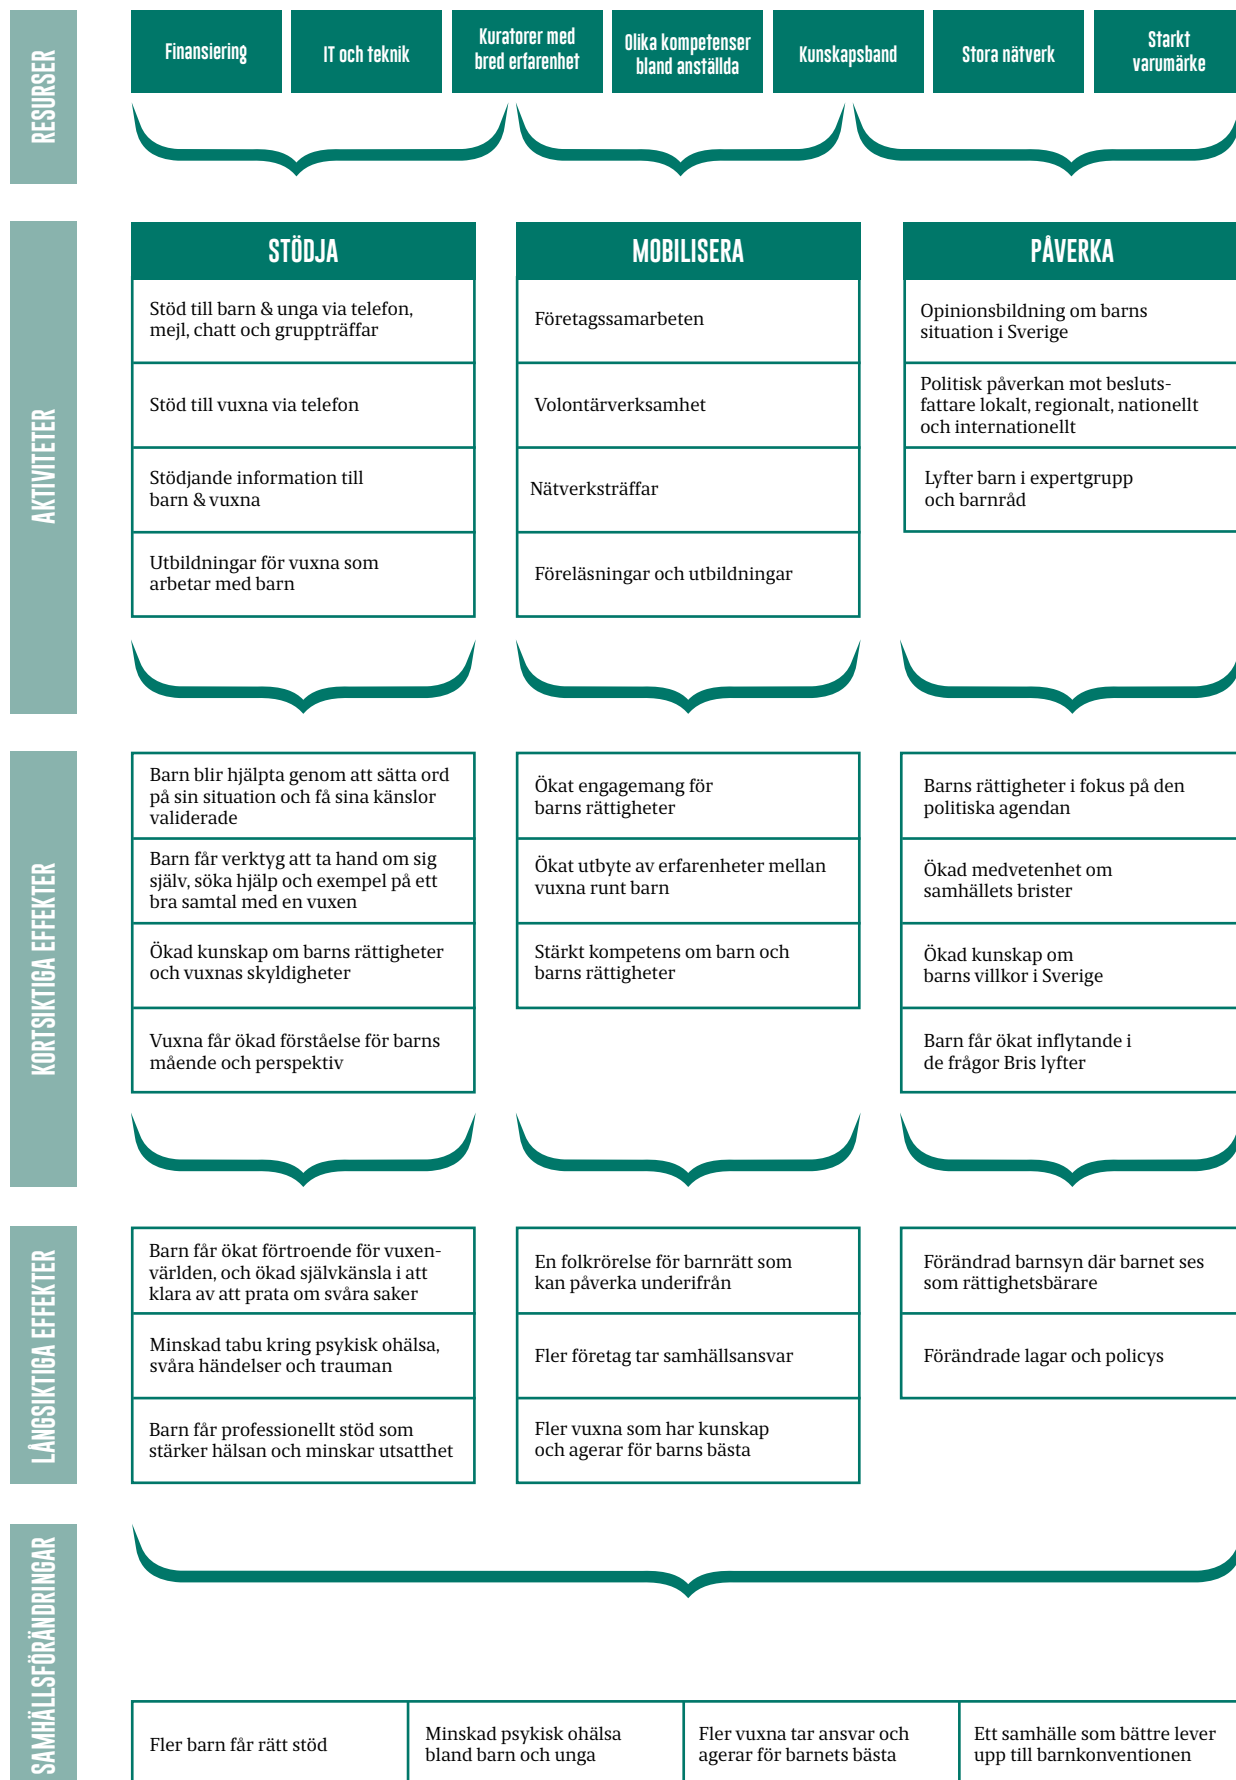 RESURSER
Finansiering
IT och teknik
Kuratorer med
bred erfarenhet
Olika kompetenser
bland anställda
Kunskapsband
Stora nätverk
Starkt
varumärke
AKTIVITETER
STÖDJA
Stöd till barn & unga via telefon,
mejl, chatt och gruppträffar
Stöd till vuxna via telefon
Stödjande information till
barn & vuxna
Utbildningar för vuxna som
arbetar med barn
MOBILISERA
Företagssamarbeten
Volontärverksamhet
Nätverksträffar
Föreläsningar och utbildningar
PÅVERKA
Opinionsbildning om barns
situation i Sverige
Politisk påverkan mot besluts-
fattare lokalt, regionalt, nationellt
och internationellt
Lyfter barn i expertgrupp
och barnråd
KORTSIKTIGA EFFEKTER
Barn blir hjälpta genom att sätta ord
på sin situation och få sina känslor
validerade
Barn får verktyg att ta hand om sig
själv, söka hjälp och exempel på ett
bra samtal med en vuxen
Ökad kunskap om barns rättigheter
och vuxnas skyldigheter
Vuxna får ökad förståelse för barns
mående och perspektiv
Ökat engagemang för
barns rättigheter
Ökat utbyte av erfarenheter mellan
vuxna runt barn
Stärkt kompetens om barn och
barns rättigheter
Barns rättigheter i fokus på den
politiska agendan
Ökad medvetenhet om
samhällets brister
Ökad kunskap om
barns villkor i Sverige
Barn får ökat inflytande i
de frågor Bris lyfter
LÅNGSIKTIGA EFFEKTER
Barn får ökat förtroende för vuxen-
världen, och ökad självkänsla i att
klara av att prata om svåra saker
Minskad tabu kring psykisk ohälsa,
svåra händelser och trauman
Barn får professionellt stöd som
stärker hälsan och minskar utsatthet
En folkrörelse för barnrätt som
kan påverka underifrån
Fler företag tar samhällsansvar
Fler vuxna som har kunskap
och agerar för barns bästa
Förändrad barnsyn där barnet ses
som rättighetsbärare
Förändrade lagar och policys
SAMHÄLLSFÖRÄNDRINGAR
Fler barn får rätt stöd
Minskad psykisk ohälsa
bland barn och unga
Fler vuxna tar ansvar och
agerar för barnets bästa
Ett samhälle som bättre lever
upp till barnkonventionen